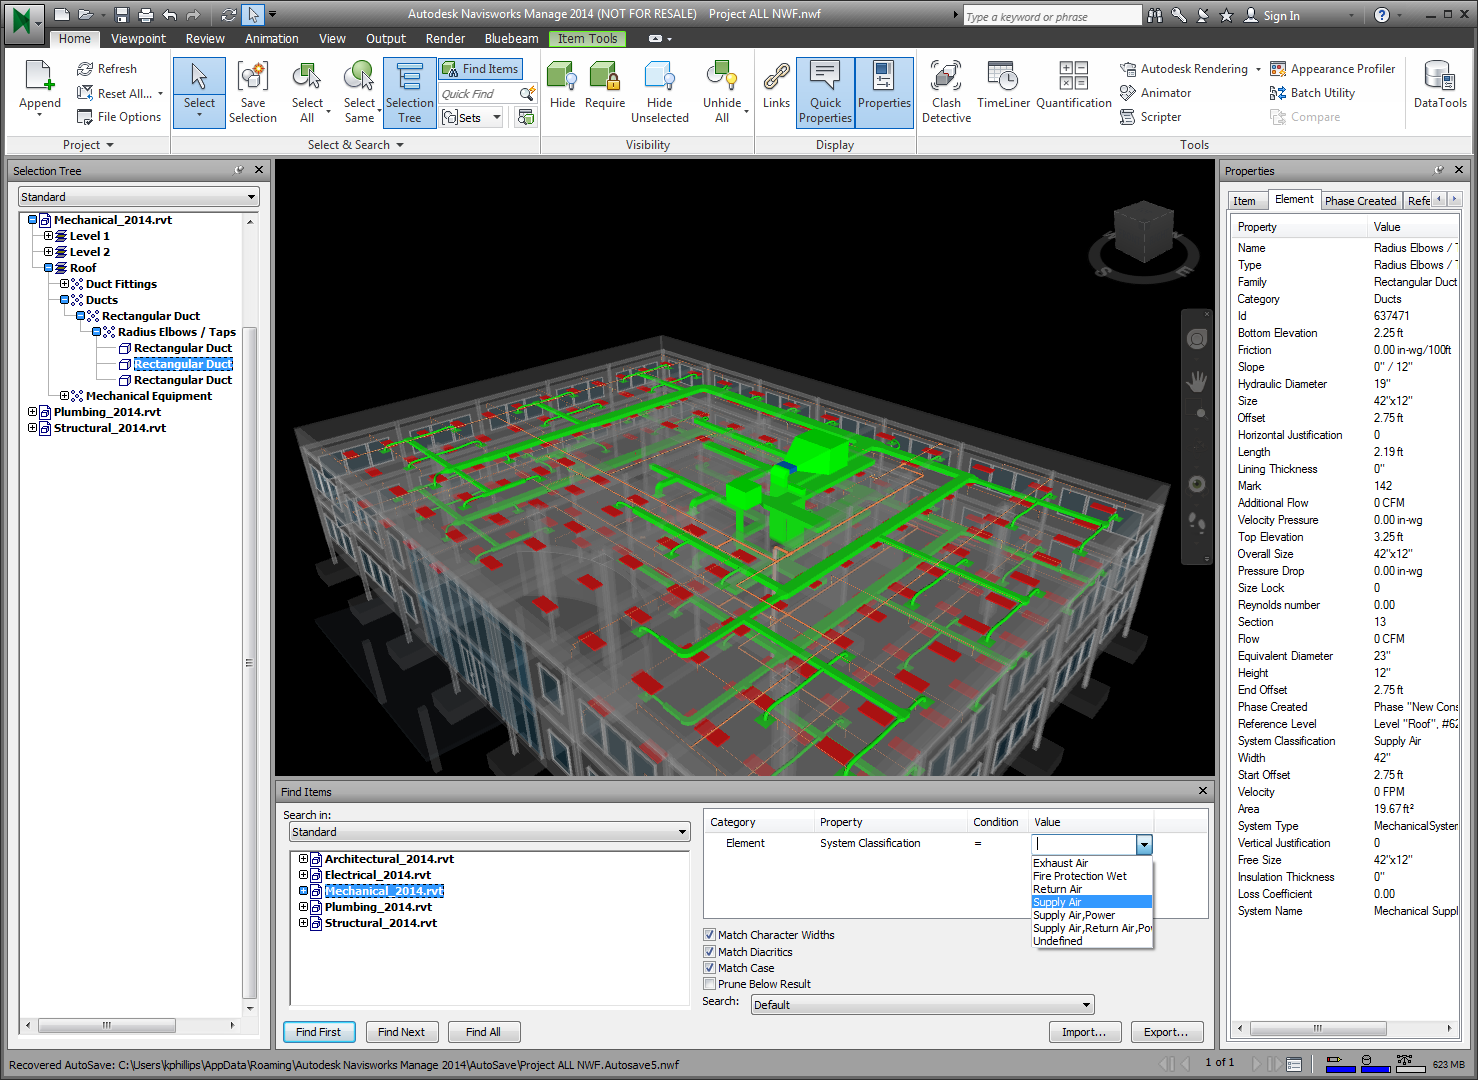 Autodesk Navisworks Manage 2014 (NOT FOR RESALE) Project ALL NWF.nwf
Type a keyword or phrase
Sign In
Home Viewpoint Review Animation View Output Render Bluebeam Item Tools
Append
Refresh
Reset All...
File Options
Project
Select
Save Selection
Select All
Select Same
Selection Tree
Find Items
Quick Find
Sets
Select & Search
Hide
Require
Hide Unselected
Unhide All
Visibility
Links
Quick Properties
Properties
Display
Clash Detective
TimeLiner
Quantification
Autodesk Rendering
Animator
Scripter
Appearance Profiler
Batch Utility
Compare
Tools
DataTools
Selection Tree
Standard
Mechanical_2014.rvt
Level 1
Level 2
Roof
Duct Fittings
Ducts
Rectangular Duct
Radius Elbows / Taps
Rectangular Duct
Rectangular Duct
Rectangular Duct
Mechanical Equipment
Plumbing_2014.rvt
Structural_2014.rvt
S
E
Properties
Item Element Phase Created Refe
Property Value
Name Radius Elbows / T
Type Radius Elbows / T
Family Rectangular Duct
Category Ducts
Id 637471
Bottom Elevation 2.25 ft
Friction 0.00 in-wg/100ft
Slope 0" / 12"
Hydraulic Diameter 19"
Size 42"x12"
Offset 2.75 ft
Horizontal Justification 0
Length 2.19 ft
Lining Thickness 0"
Mark 142
Additional Flow 0 CFM
Velocity Pressure 0.00 in-wg
Top Elevation 3.25 ft
Overall Size 42"x12"
Pressure Drop 0.00 in-wg
Size Lock 0
Reynolds number 0.00
Section 13
Flow 0 CFM
Equivalent Diameter 23"
Height 12"
End Offset 2.75 ft
Phase Created Phase "New Cons
Reference Level Level "Roof", #62
System Classification Supply Air
Width 42"
Start Offset 2.75 ft
Velocity 0 FPM
Area 19.67 ft²
System Type MechanicalSystem
Vertical Justification 0
Free Size 42"x12"
Insulation Thickness 0"
Loss Coefficient 0.00
System Name Mechanical Suppl
Find Items
Search in:
Standard
Architectural_2014.rvt
Electrical_2014.rvt
Mechanical_2014.rvt
Plumbing_2014.rvt
Structural_2014.rvt
Category Property Condition Value
Element System Classification =
Exhaust Air
Fire Protection Wet
Return Air
Supply Air
Supply Air,Power
Supply Air,Return Air,Po
Undefined
Match Character Widths
Match Diacritics
Match Case
Prune Below Result
Search: Default
Find First Find Next Find All Import... Export...
Recovered AutoSave: C:\Users\kphillips\AppData\Roaming\Autodesk Navisworks Manage 2014\AutoSave\Project ALL NWF.Autosave5.nwf
1 of 1
623 MB